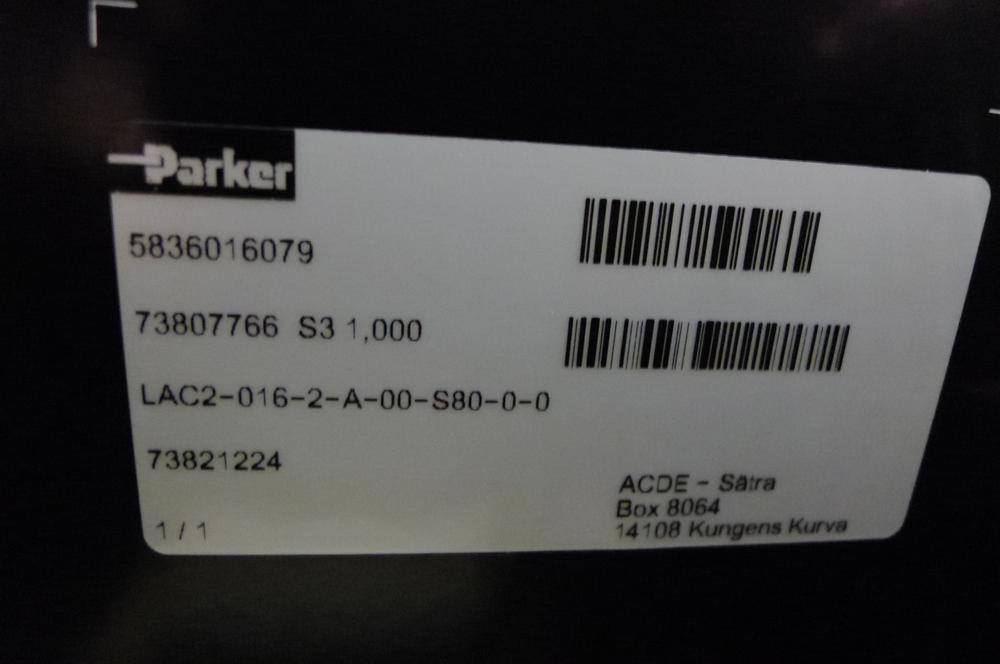 Parker
5836016079
73807766 S3 1,000
LAC2-016-2-A-00-S80-0-0
73821224
1 / 1
ACDE - Sätra
Box 8064
14108 Kungens Kurva